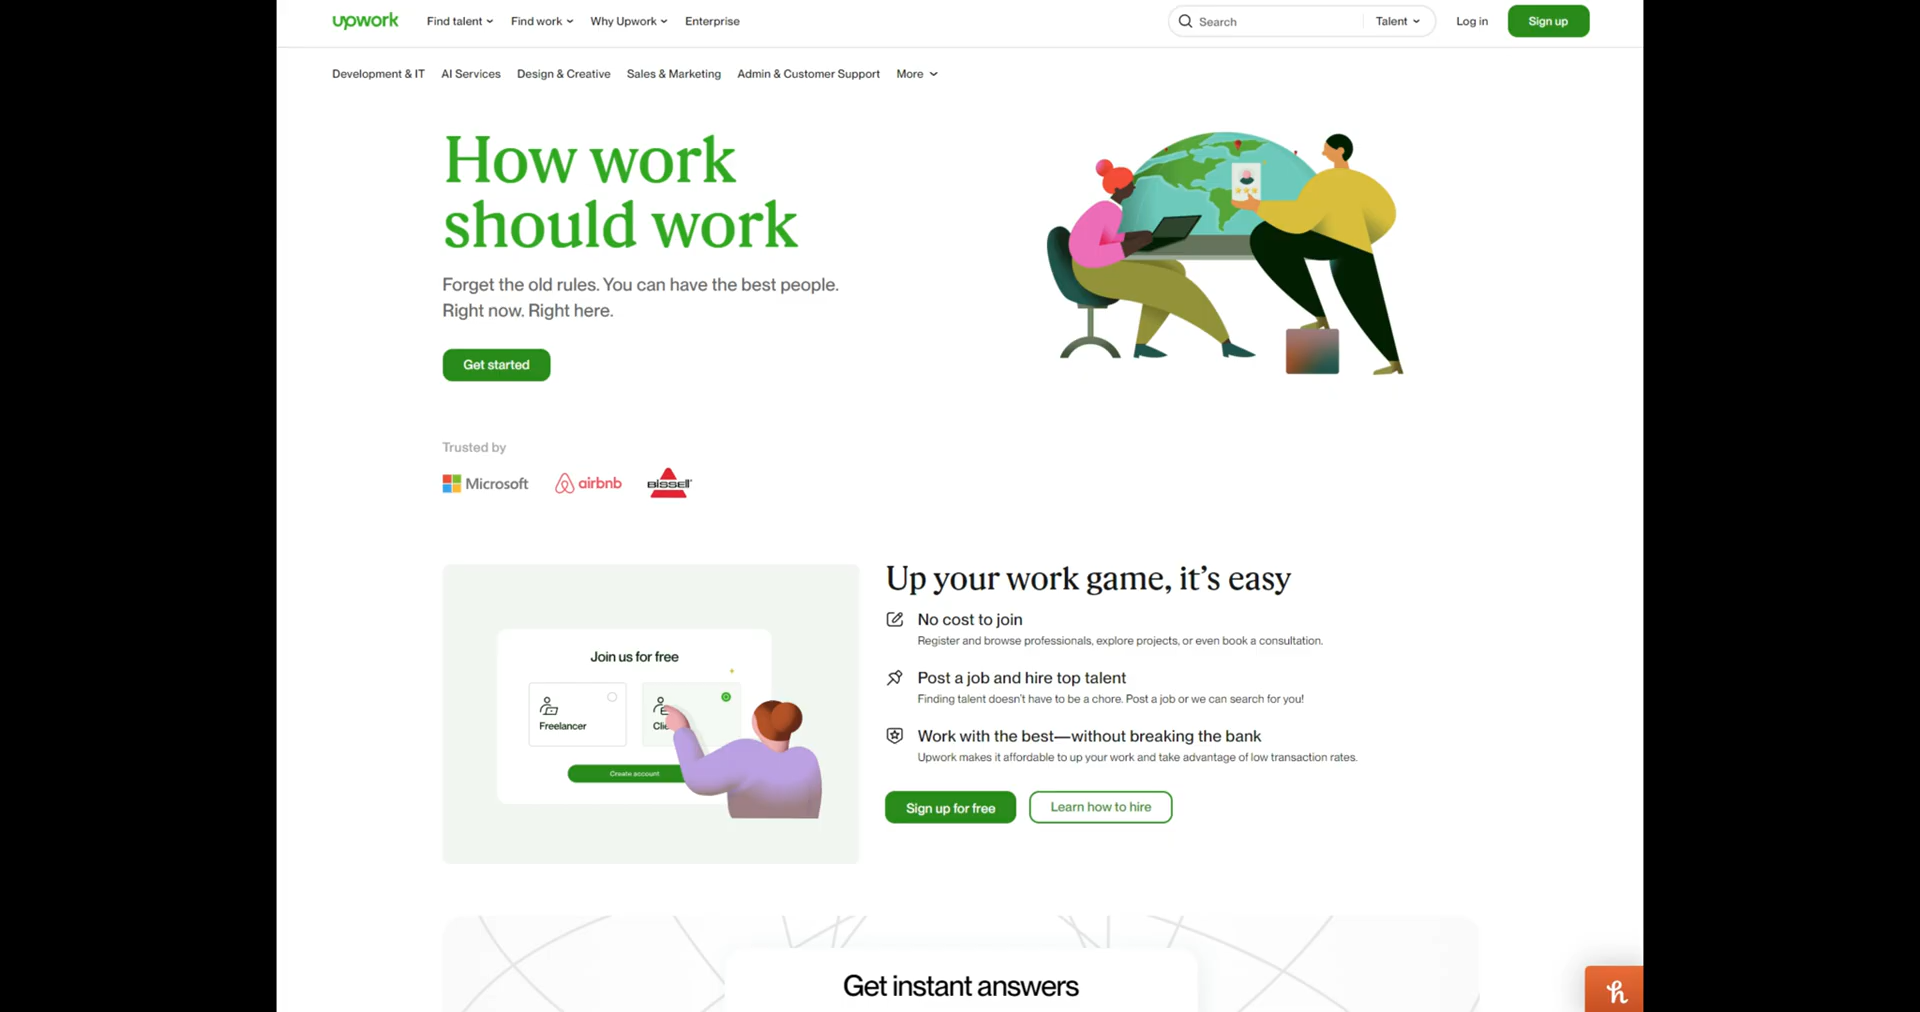 upwork Find talent Find work Why Upwork Enterprise Search Talent Log in Sign up
Development & IT AI Services Design & Creative Sales & Marketing Admin & Customer Support More
How work
should work
Forget the old rules. You can have the best people.
Right now. Right here.
Get started
Trusted by
Microsoft airbnb BISSELL
Join us for free
Freelancer
Clie
Create account
Up your work game, it's easy
No cost to join
Register and browse professionals, explore projects, or even book a consultation.
Post a job and hire top talent
Finding talent doesn't have to be a chore. Post a job or we can search for you!
Work with the best—without breaking the bank
Upwork makes it affordable to up your work and take advantage of low transaction rates.
Sign up for free Learn how to hire
Get instant answers
h